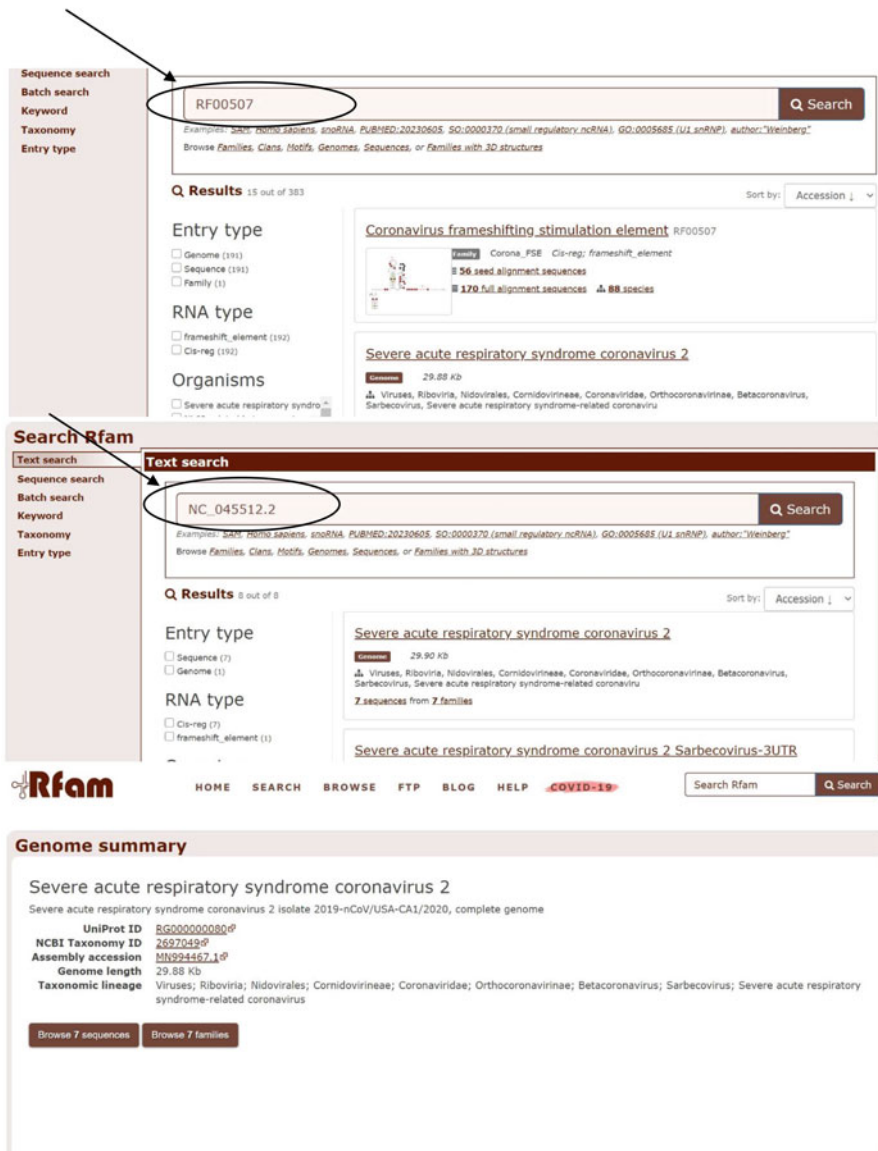 Sequence search
Batch search
Keyword
Taxonomy
Entry type
RF00507
Search
Examples: SAM, Homo sapiens, snoRNA, PUBMED:20230605, SO:0000370 (small regulatory ncRNA), GO:0005685 (U1 snRNP), author:"Weinberg"
Browse Families, Clans, Motifs, Genomes, Sequences, or Families with 3D structures
Results 15 out of 383
Sort by: Accession ↓
Entry type
Genome (191)
Sequence (191)
Family (1)
RNA type
frameshift_element (192)
Cis-reg (192)
Organisms
Severe acute respiratory syndro
Coronavirus frameshifting stimulation element RF00507
Family Corona_FSE Cis-reg; frameshift_element
56 seed alignment sequences
170 full alignment sequences 88 species
Severe acute respiratory syndrome coronavirus 2
Genome 29.88 Kb
Viruses, Riboviria, Nidovirales, Cornidovirineae, Coronaviridae, Orthocoronavirinae, Betacoronavirus,
Sarbecovirus, Severe acute respiratory syndrome-related coronaviru
Search Rfam
Text search
Sequence search
Batch search
Keyword
Taxonomy
Entry type
Text search
NC_045512.2
Search
Examples: SAM, Homo sapiens, snoRNA, PUBMED:20230605, SO:0000370 (small regulatory ncRNA), GO:0005685 (U1 snRNP), author:"Weinberg"
Browse Families, Clans, Motifs, Genomes, Sequences, or Families with 3D structures
Results 8 out of 8
Sort by: Accession ↓
Entry type
Sequence (7)
Genome (1)
RNA type
Cis-reg (7)
frameshift_element (1)
Severe acute respiratory syndrome coronavirus 2
Genome 29.90 Kb
Viruses, Riboviria, Nidovirales, Cornidovirineae, Coronaviridae, Orthocoronavirinae, Betacoronavirus,
Sarbecovirus, Severe acute respiratory syndrome-related coronaviru
7 sequences from 7 families
Severe acute respiratory syndrome coronavirus 2 Sarbecovirus-3UTR
Rfam
HOME SEARCH BROWSE FTP BLOG HELP COVID-19
Search Rfam Search
Genome summary
Severe acute respiratory syndrome coronavirus 2
Severe acute respiratory syndrome coronavirus 2 isolate 2019-nCoV/USA-CA1/2020, complete genome
UniProt ID RG000000080
NCBI Taxonomy ID 2697049
Assembly accession MN994467.1
Genome length 29.88 Kb
Taxonomic lineage Viruses; Riboviria; Nidovirales; Cornidovirineae; Coronaviridae; Orthocoronavirinae; Betacoronavirus; Sarbecovirus; Severe acute respiratory
syndrome-related coronavirus
Browse 7 sequences Browse 7 families